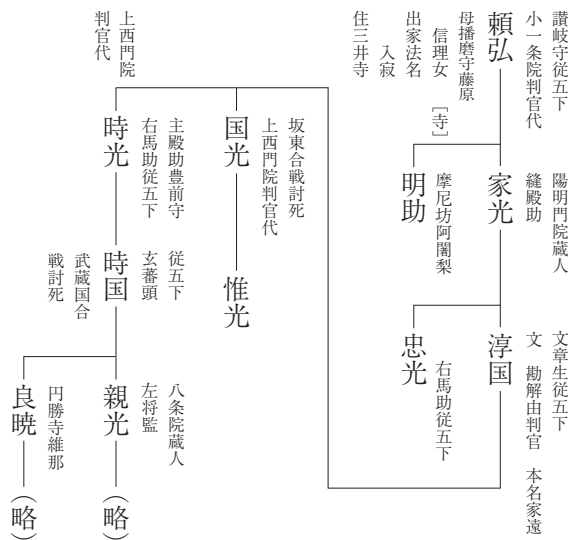 讃岐守従五下
小一条院判官代
頼弘
母播磨守藤原
信理女
[寺]
出家法名
入寂
住三井寺
陽明門院蔵人
縫殿助
家光
摩尼坊阿闍梨
明助
文章生従五下
文 勘解由判官 本名家遠
淳国
右馬助従五下
忠光
坂東合戦討死
上西門院判官代
国光
惟光
主殿助豊前守
右馬助従五下
時光
上西門院
判官代
従五下
玄蕃頭
時国
武蔵国合
戦討死
八条院蔵人
左将監
親光
(略)
円勝寺維那
良暁
(略)